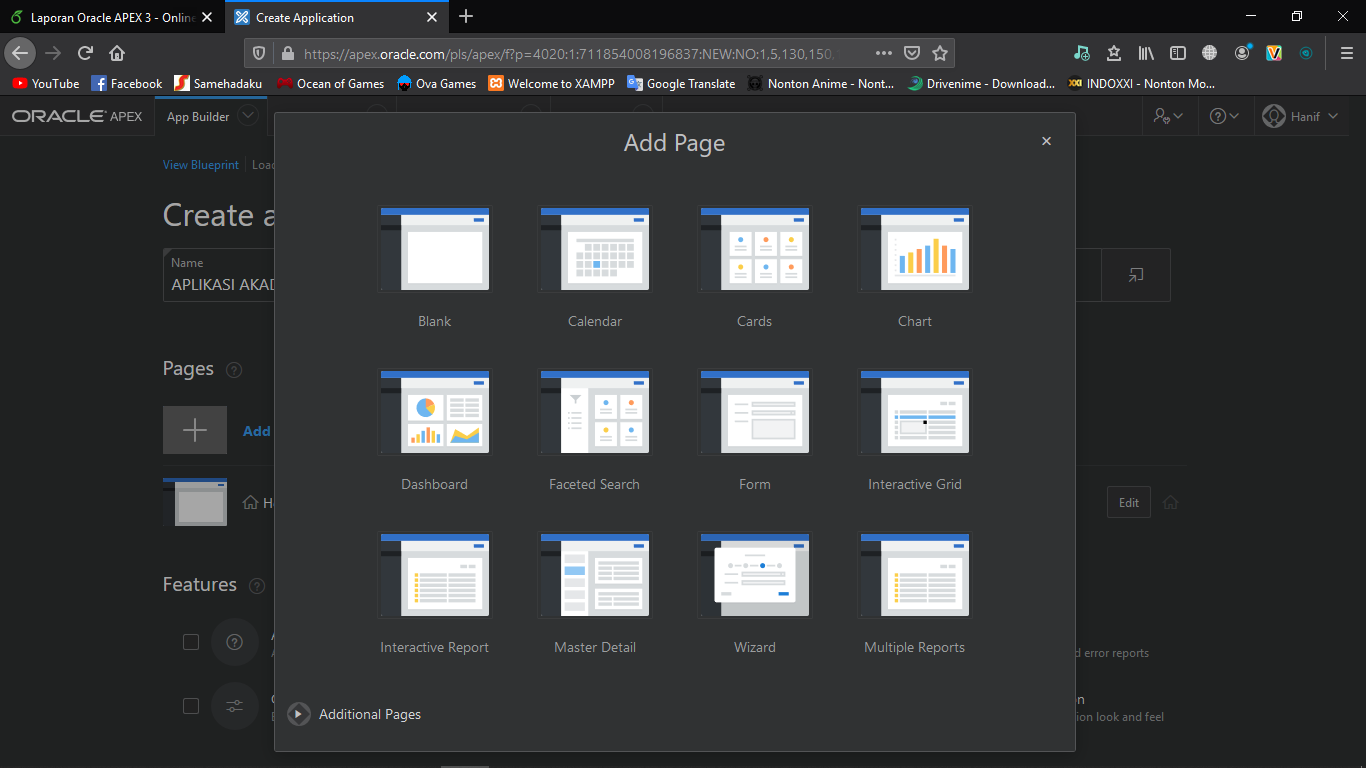 Laporan Oracle APEX 3 - Online
Create Application
https://apex.oracle.com/pls/apex/f?p=4020:1:711854008196837:NEW:NO:1,5,130,150,
YouTube
Facebook
Samehadaku
Ocean of Games
Ova Games
Welcome to XAMPP
Google Translate
Nonton Anime - Nont...
Drivenime - Download...
INDOXXI - Nonton Mo...
ORACLE APEX
App Builder
Hanif
View Blueprint
Load
Create a
Name
APLIKASI AKAD
Pages
Add
H
Edit
Features
d error reports
n
ion look and feel
Add Page
Blank
Calendar
Cards
Chart
Dashboard
Faceted Search
Form
Interactive Grid
Interactive Report
Master Detail
Wizard
Multiple Reports
Additional Pages